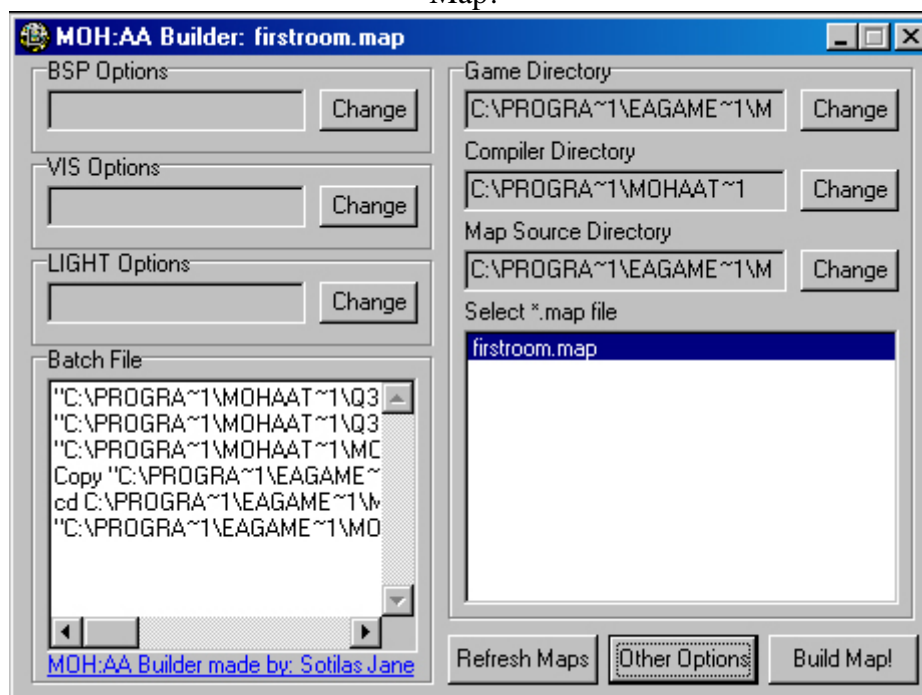 Map!
MOH:AA Builder: firstroom.map
BSP Options
Change
VIS Options
Change
LIGHT Options
Change
Batch File
"C:\PROGRA~1\MOHAAT~1\Q3
"C:\PROGRA~1\MOHAAT~1\Q3
"C:\PROGRA~1\MOHAAT~1\MC
Copy "C:\PROGRA~1\EAGAME~
cd C:\PROGRA~1\EAGAME~1\M
"C:\PROGRA~1\EAGAME~1\MO
MOH:AA Builder made by: Sotilas Jane
Game Directory
C:\PROGRA~1\EAGAME~1\M
Change
Compiler Directory
C:\PROGRA~1\MOHAAT~1
Change
Map Source Directory
C:\PROGRA~1\EAGAME~1\M
Change
Select *.map file
firstroom.map
Refresh Maps
Other Options
Build Map!